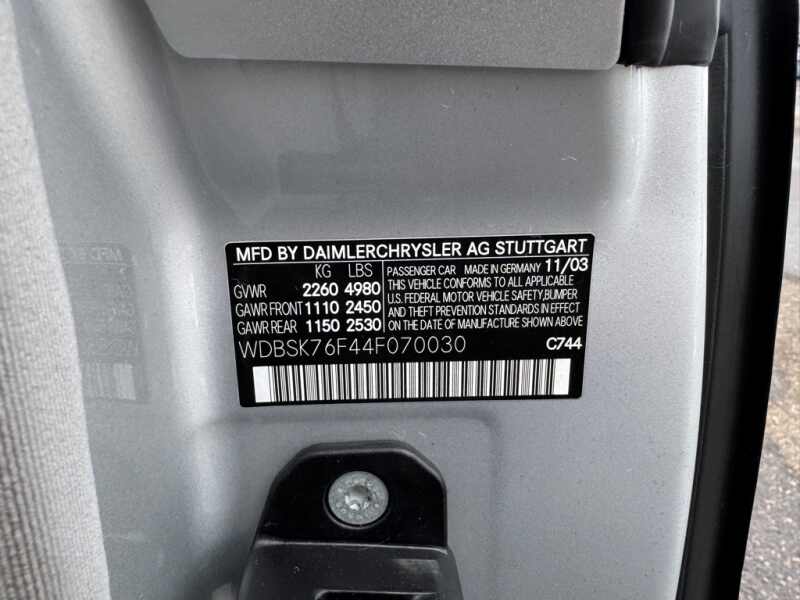 MFD BY DAIMLERCHRYSLER AG STUTTGART
KG LBS
GVWR 2260 4980
GAWR FRONT 1110 2450
GAWR REAR 1150 2530
PASSENGER CAR MADE IN GERMANY 11/03
THIS VEHICLE CONFORMS TO ALL APPLICABLE
U.S. FEDERAL MOTOR VEHICLE SAFETY,BUMPER
AND THEFT PREVENTION STANDARDS IN EFFECT
ON THE DATE OF MANUFACTURE SHOWN ABOVE
WDBSK76F44F070030 C744